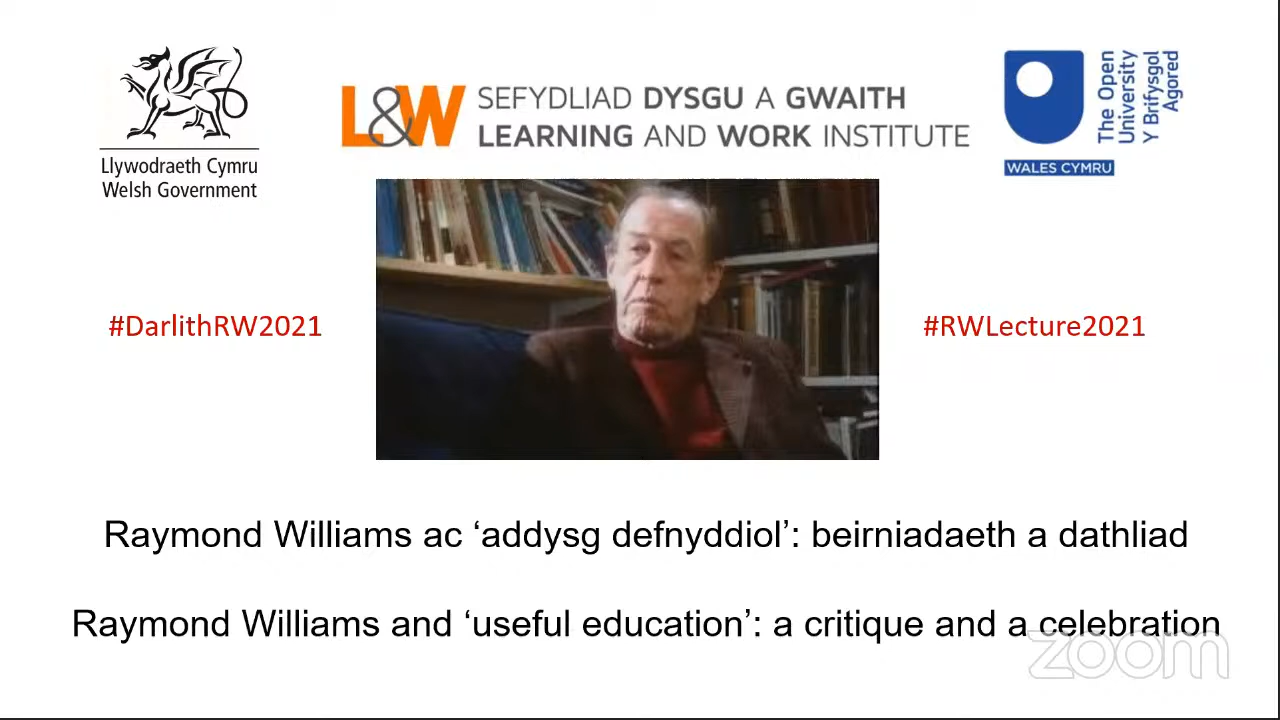 Llywodraeth Cymru
Welsh Government
L&W
SEFYDLIAD DYSGU A GWAITH
LEARNING AND WORK INSTITUTE
The Open
University
Y Brifysgol
Agored
WALES CYMRU
#DarlithRW2021
#RWLecture2021
Raymond Williams ac ‘addysg defnyddiol’: beirniadaeth a dathliad
Raymond Williams and ‘useful education’: a critique and a celebration
zoom